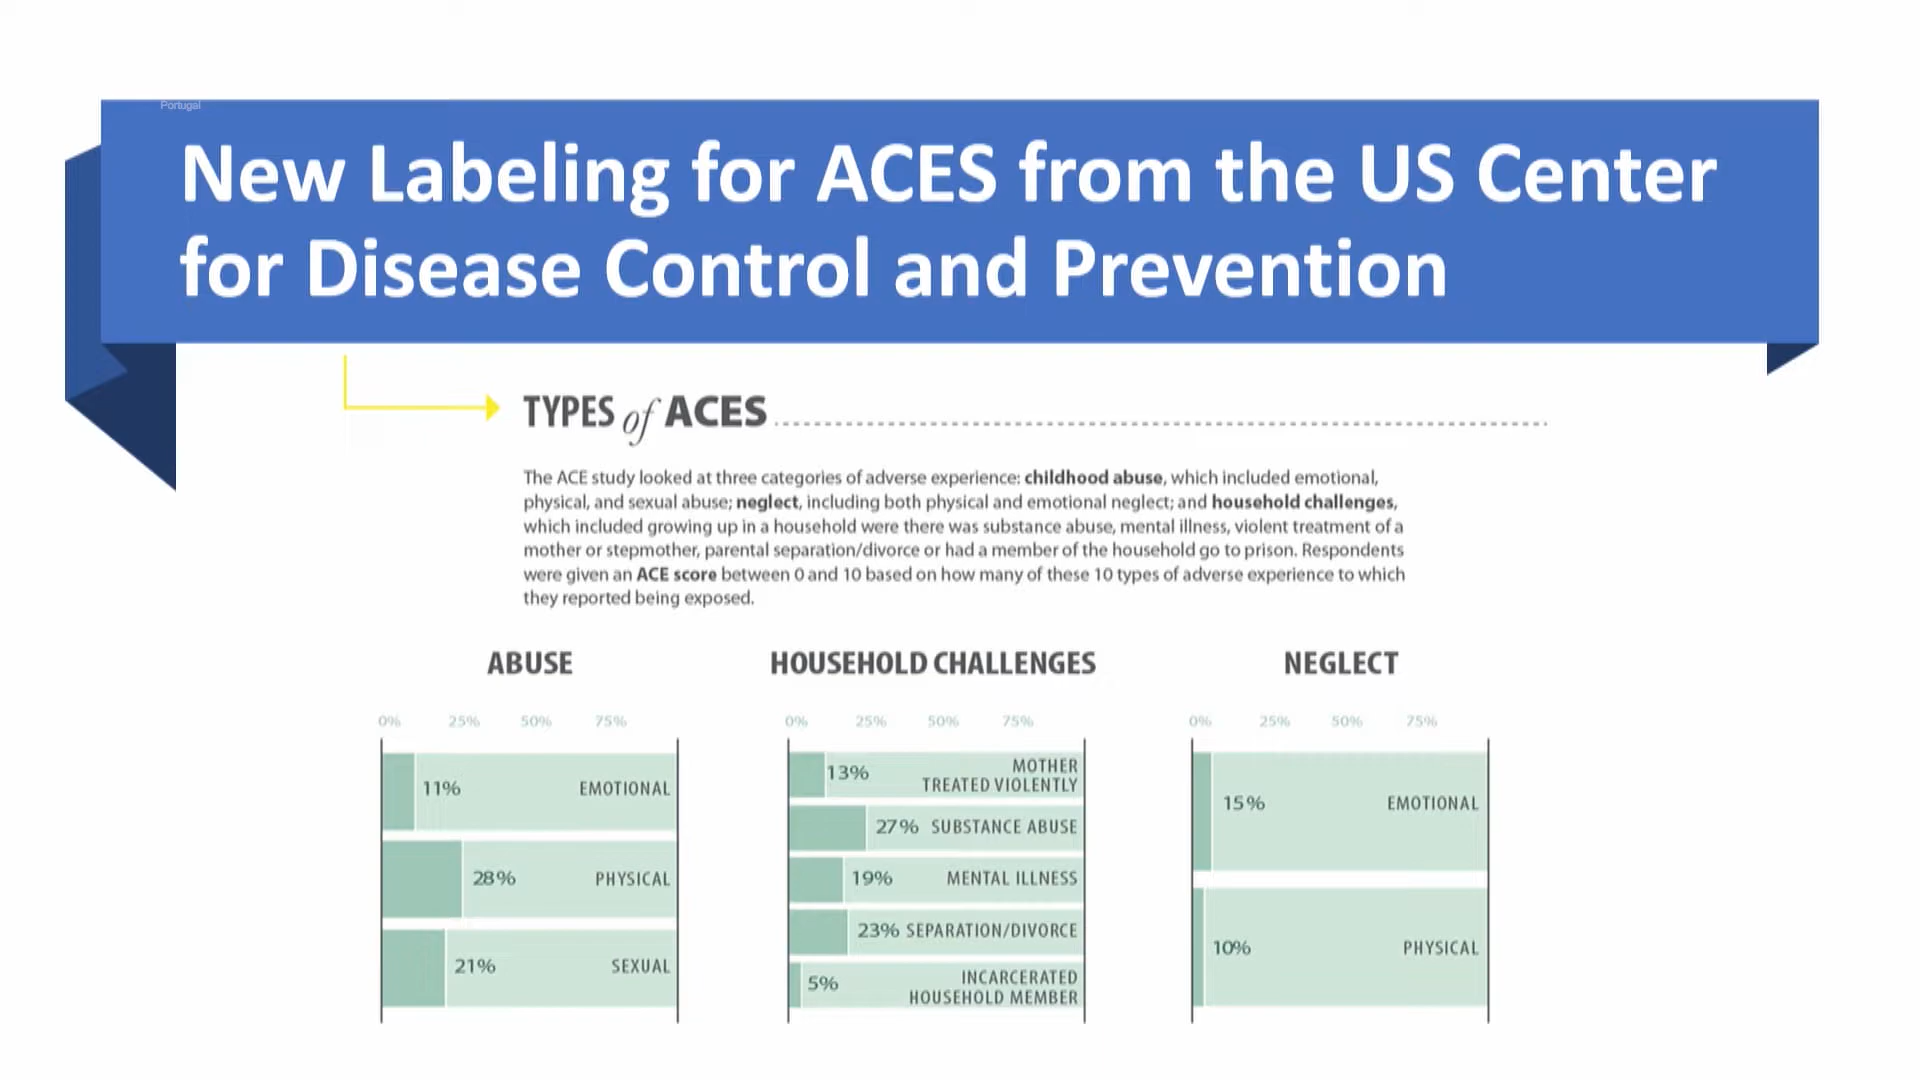 Portugal
New Labeling for ACES from the US Center
for Disease Control and Prevention
TYPES of ACES
The ACE study looked at three categories of adverse experience: childhood abuse, which included emotional,
physical, and sexual abuse; neglect, including both physical and emotional neglect; and household challenges,
which included growing up in a household were there was substance abuse, mental illness, violent treatment of a
mother or stepmother, parental separation/divorce or had a member of the household go to prison. Respondents
were given an ACE score between 0 and 10 based on how many of these 10 types of adverse experience to which
they reported being exposed.
ABUSE
0% 25% 50% 75%
11% EMOTIONAL
28% PHYSICAL
21% SEXUAL
HOUSEHOLD CHALLENGES
0% 25% 50% 75%
13% MOTHER
TREATED VIOLENTLY
27% SUBSTANCE ABUSE
19% MENTAL ILLNESS
23% SEPARATION/DIVORCE
5% INCARCERATED
HOUSEHOLD MEMBER
NEGLECT
0% 25% 50% 75%
15% EMOTIONAL
10% PHYSICAL